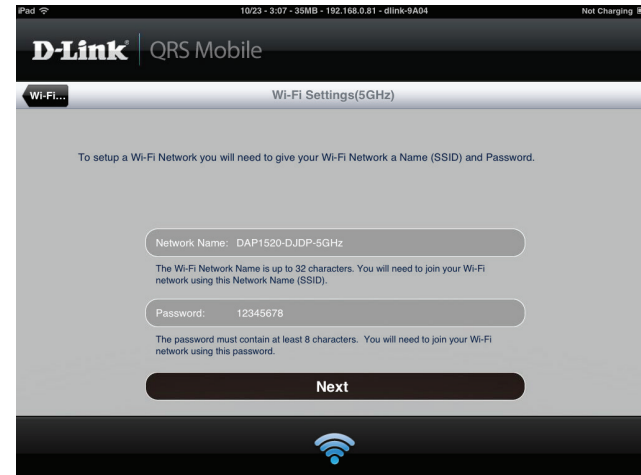 iPad 10/23 - 3:07 - 35MB - 192.168.0.81 - dlink-9A04 Not Charging
D-Link QRS Mobile
Wi-Fi... Wi-Fi Settings(5GHz)
To setup a Wi-Fi Network you will need to give your Wi-Fi Network a Name (SSID) and Password.
Network Name: DAP1520-DJDP-5GHz
The Wi-Fi Network Name is up to 32 characters. You will need to join your Wi-Fi
network using this Network Name (SSID).
Password: 12345678
The password must contain at least 8 characters. You will need to join your Wi-Fi
network using this password.
Next